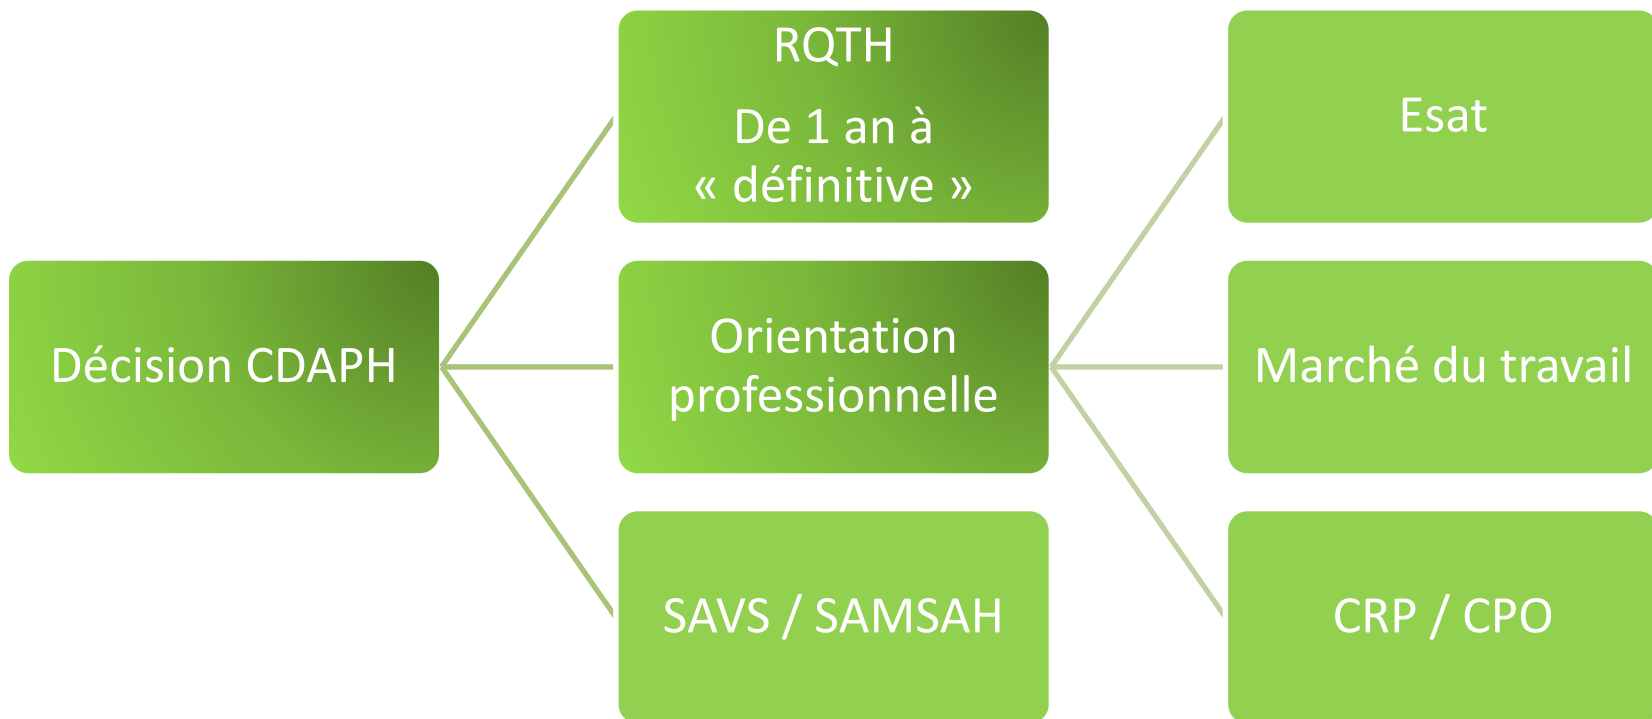 Décision CDAPH
RQTH
De 1 an à
« définitive »
Orientation
professionnelle
SAVS / SAMSAH
Esat
Marché du travail
CRP / CPO